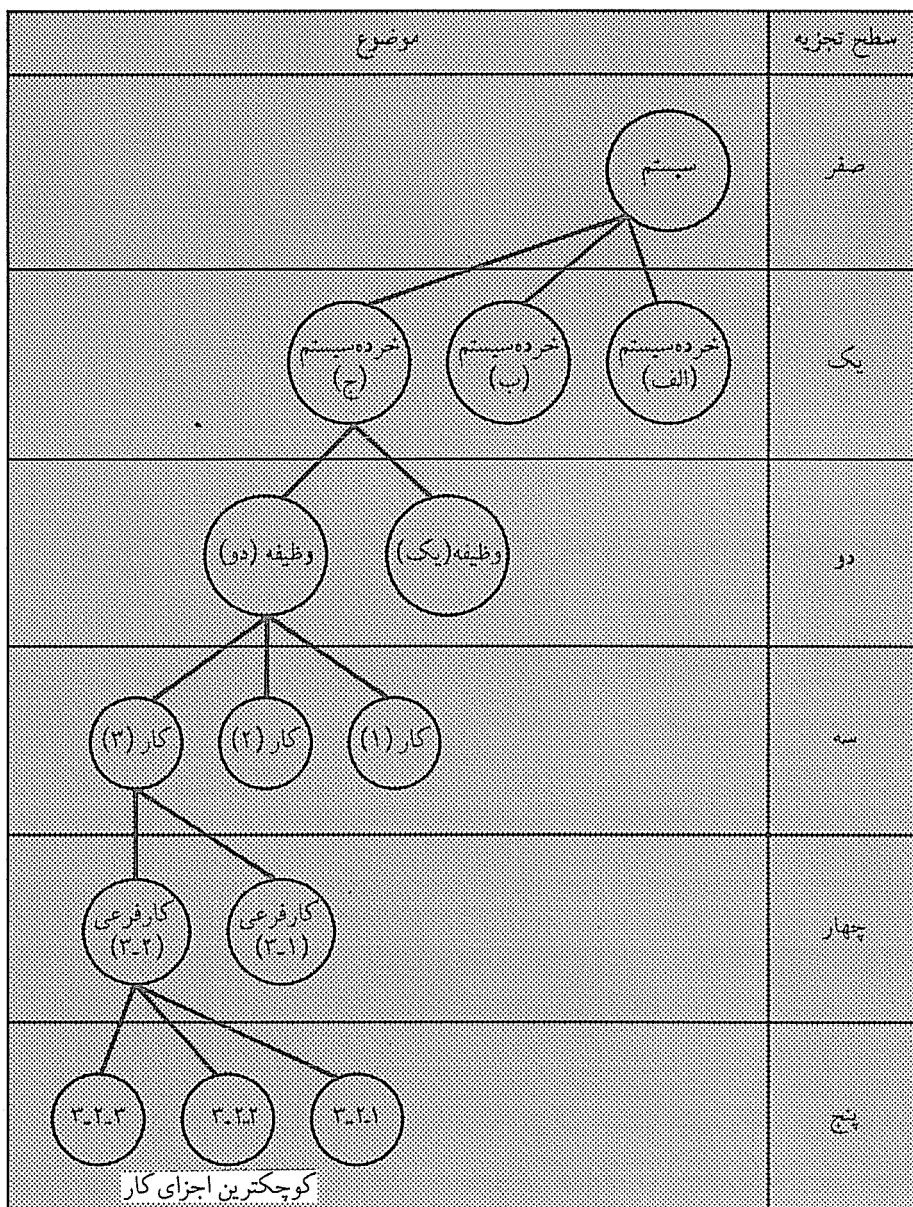 سطح تجزیه
موضوع
صفر
سیستم
یک
خرده‌سیستم
(الف)
خرده‌سیستم
(ب)
خرده‌سیستم
(ج)
دو
وظیفه (یک)
وظیفه (دو)
سه
کار (۱)
کار (۲)
کار (۳)
چهار
کارفرعی
(۳-۱)
کارفرعی
(۳-۲)
پنج
۳-۲-۱
۳-۲-۲
۳-۲-۳
کوچکترین اجزای کار